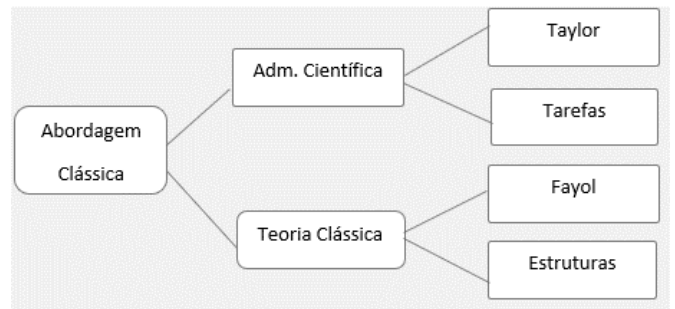 Abordagem
Clássica
Adm. Científica
Taylor
Tarefas
Teoria Clássica
Fayol
Estruturas